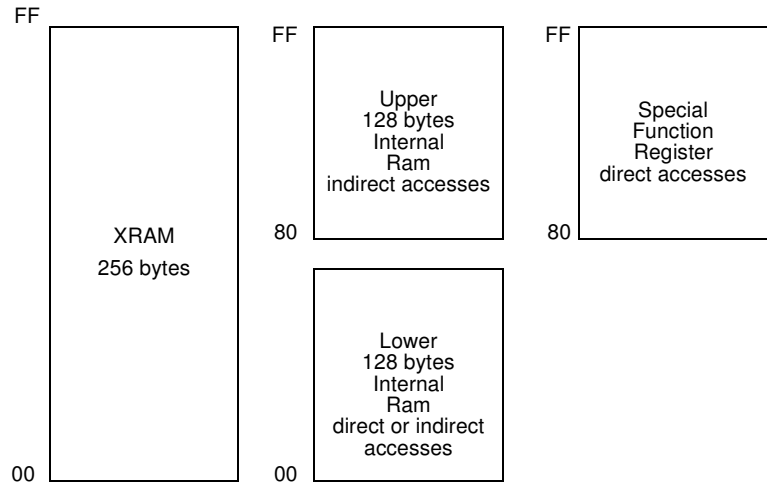 FF
XRAM
256 bytes
00
FF
Upper
128 bytes
Internal
Ram
indirect accesses
80
Lower
128 bytes
Internal
Ram
direct or indirect
accesses
00
FF
Special
Function
Register
direct accesses
80